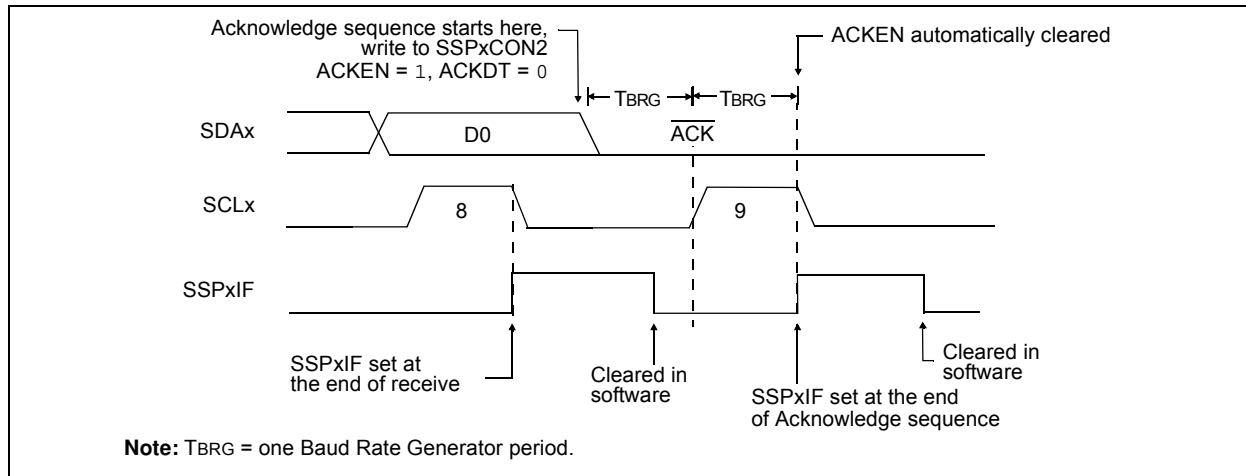 Acknowledge sequence starts here,
write to SSPxCON2
ACKEN = 1, ACKDT = 0
ACKEN automatically cleared
TBRG
TBRG
SDAx
D0
ACK
SCLx
8
9
SSPxIF
SSPxIF set at
the end of receive
Cleared in
software
SSPxIF set at the end
of Acknowledge sequence
Cleared in
software
Note: TBRG = one Baud Rate Generator period.